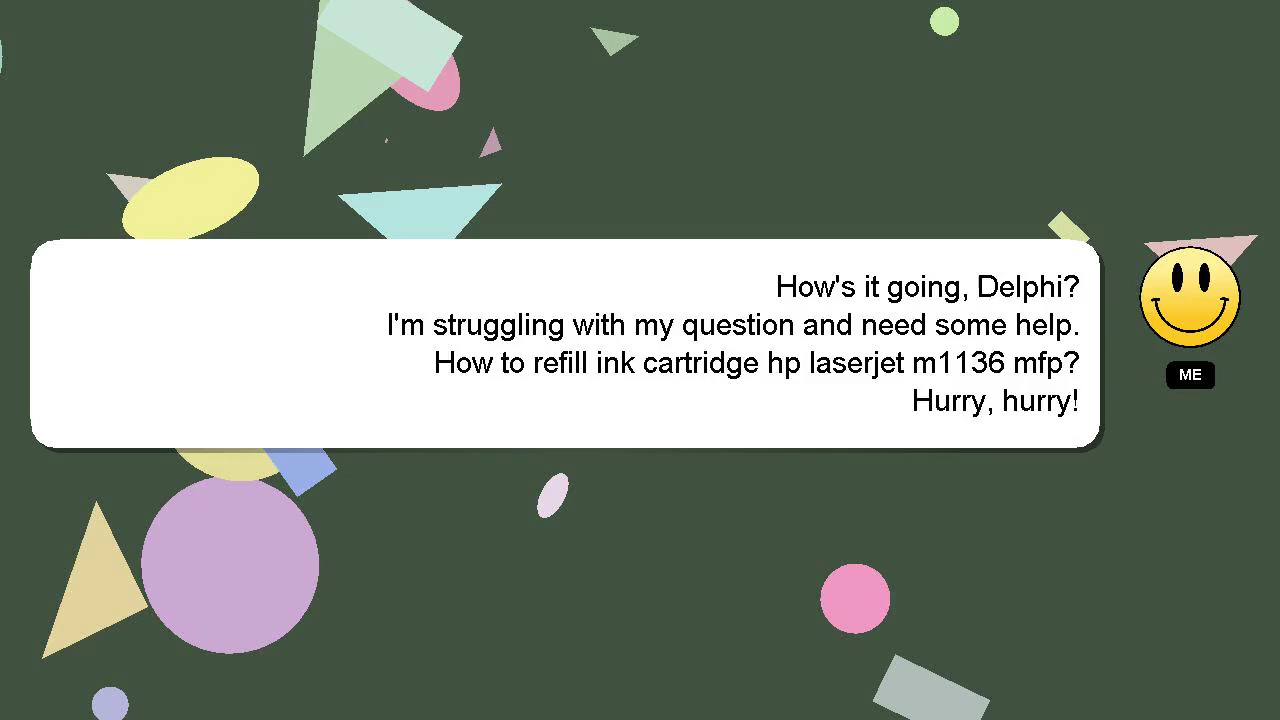 How's it going, Delphi?
I'm struggling with my question and need some help.
How to refill ink cartridge hp laserjet m1136 mfp?
Hurry, hurry!
ME